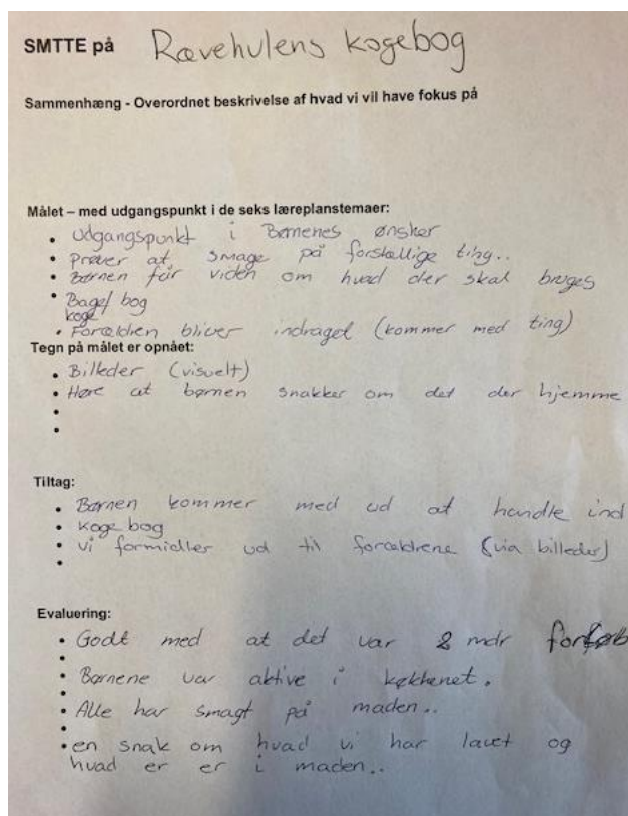 SMTTE på Rævehulens kogebog
Sammenhæng - Overordnet beskrivelse af hvad vi vil have fokus på
Målet – med udgangspunkt i de seks læreplanstemaer:
• Udgangspunkt i Børnenes ønsker
• Prøver at smage på forskællige ting..
• Børnen får viden om hvad der skal bruges
• Bage/ bog
koge
• Forældren bliver indraget (kommer med ting)
Tegn på målet er opnået:
• Billeder (visuelt)
• Høre at børnen snakker om det der hjemme
•
•
Tiltag:
• Børnen kommer med ud at handle ind
• Koge bog
• vi formidler ud til forældrene (via billeder)
•
Evaluering:
• Godt med at det var 2 mdr forløb
•
• Børnene var aktive i køkkenet.
•
• Alle har smagt på maden..
•
• en snak om hvad vi har lavet og
hvad er er i maden..